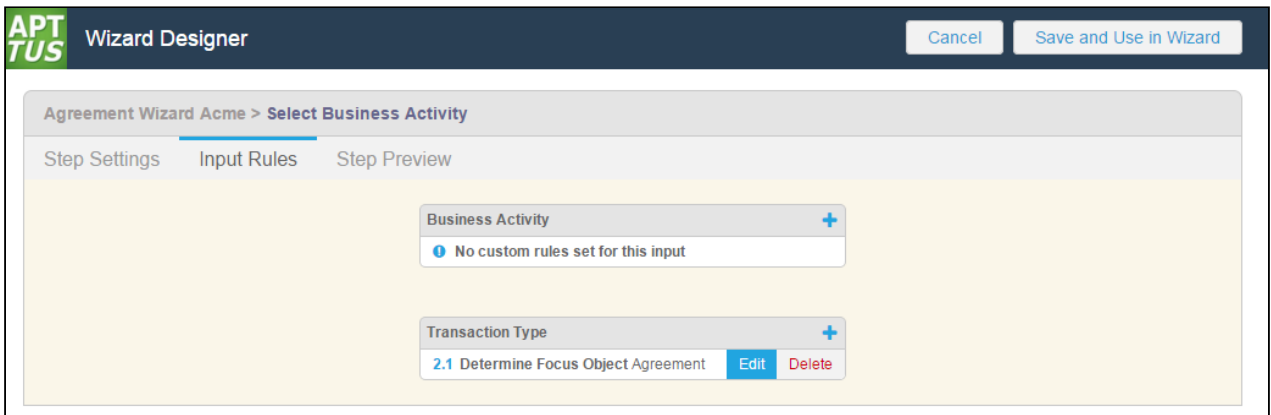 APT
TUS
Wizard Designer
Cancel
Save and Use in Wizard
Agreement Wizard Acme > Select Business Activity
Step Settings
Input Rules
Step Preview
Business Activity
No custom rules set for this input
Transaction Type
2.1 Determine Focus Object Agreement
Edit
Delete